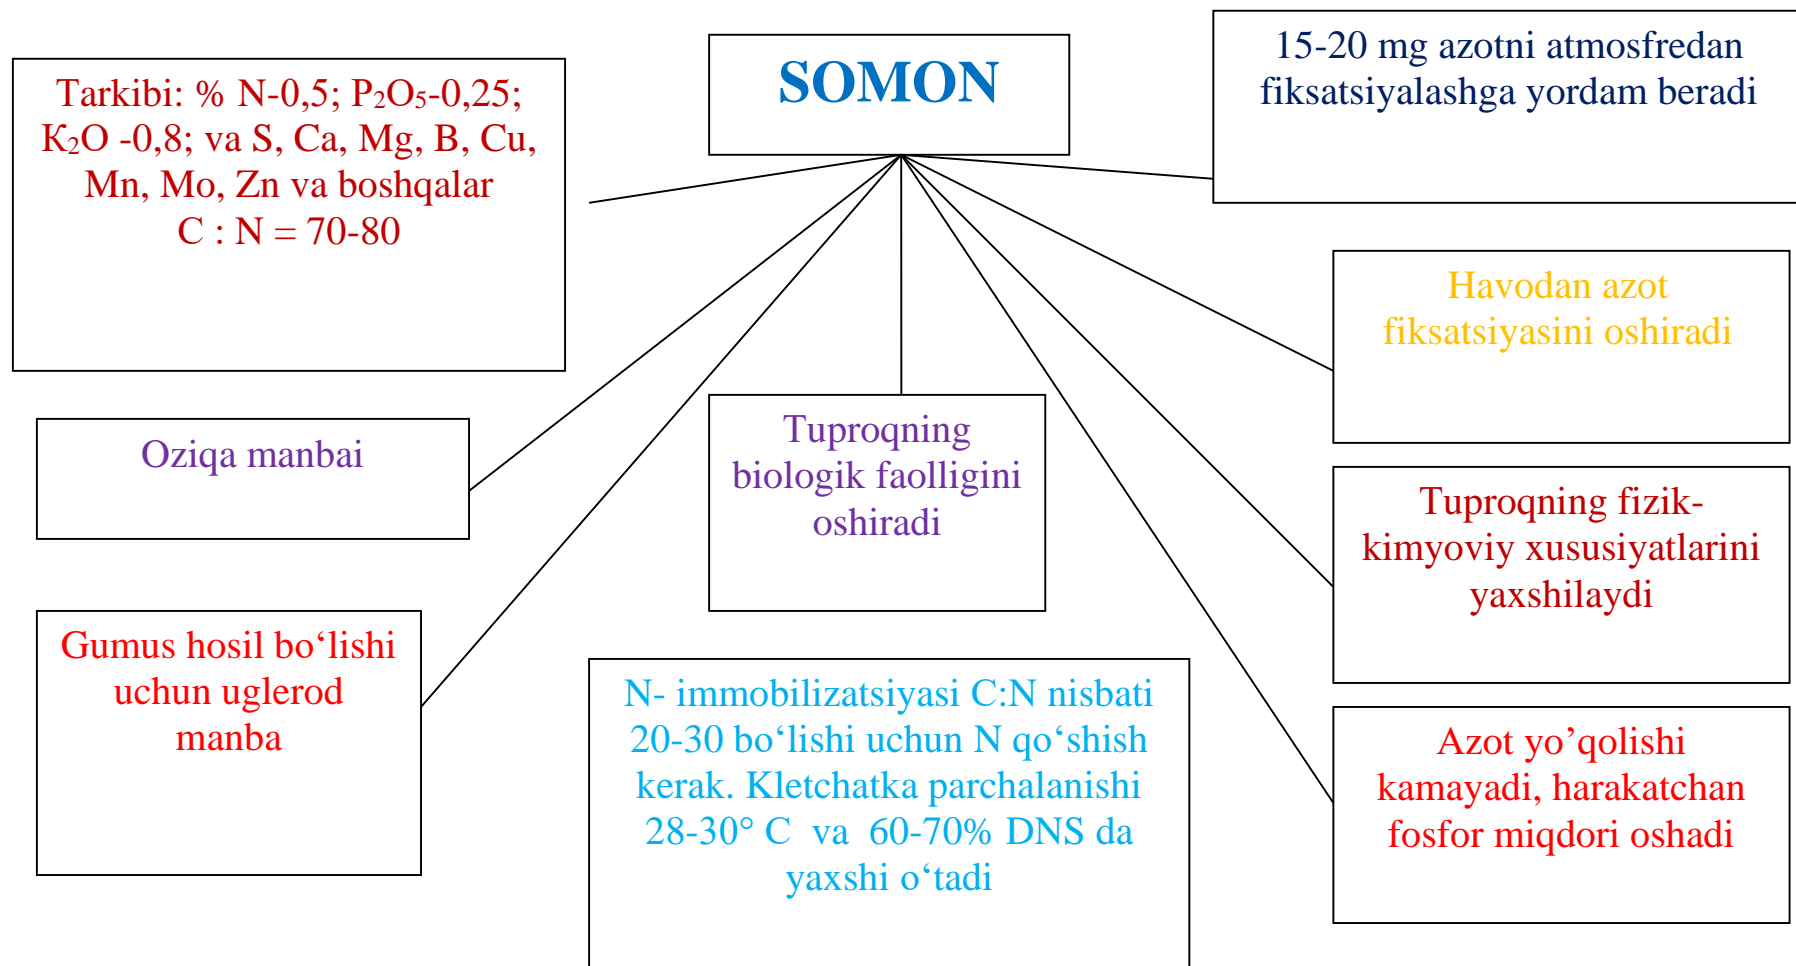 SOMON
Tarkibi: % N-0,5; P₂O₅-0,25;
K₂O -0,8; va S, Ca, Mg, B, Cu,
Mn, Mo, Zn va boshqalar
C : N = 70-80
15-20 mg azotni atmosfredan
fiksatsiyalashga yordam beradi
Havodan azot
fiksatsiyasini oshiradi
Oziqa manbai
Tuproqning
biologik faolligini
oshiradi
Tuproqning fizik-
kimyoviy xususiyatlarini
yaxshilaydi
Gumus hosil bo‘lishi
uchun uglerod
manba
N- immobilizatsiyasi C:N nisbati
20-30 bo‘lishi uchun N qo‘shish
kerak. Kletchatka parchalanishi
28-30° C va 60-70% DNS da
yaxshi o‘tadi
Azot yo’qolishi
kamayadi, harakatchan
fosfor miqdori oshadi